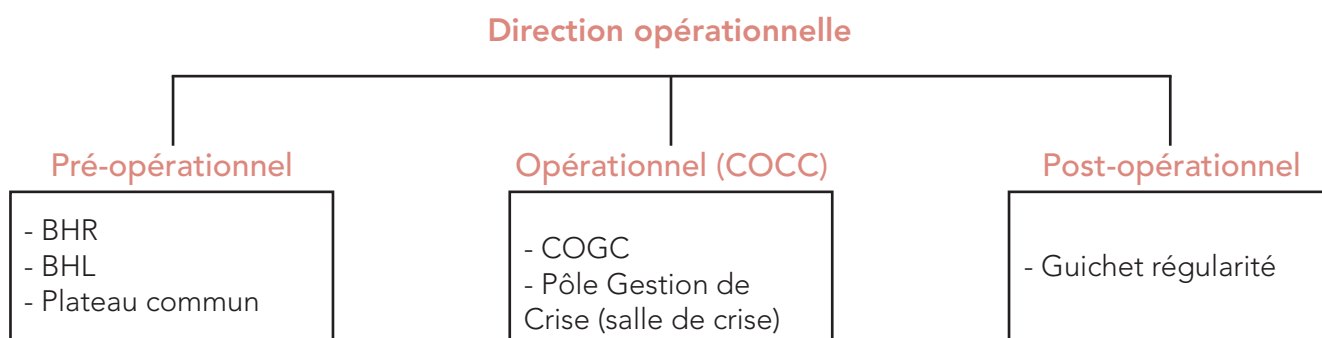 Direction opérationnelle
Pré-opérationnel
- BHR
- BHL
- Plateau commun
Opérationnel (COCC)
- COGC
- Pôle Gestion de
Crise (salle de crise)
Post-opérationnel
- Guichet régularité